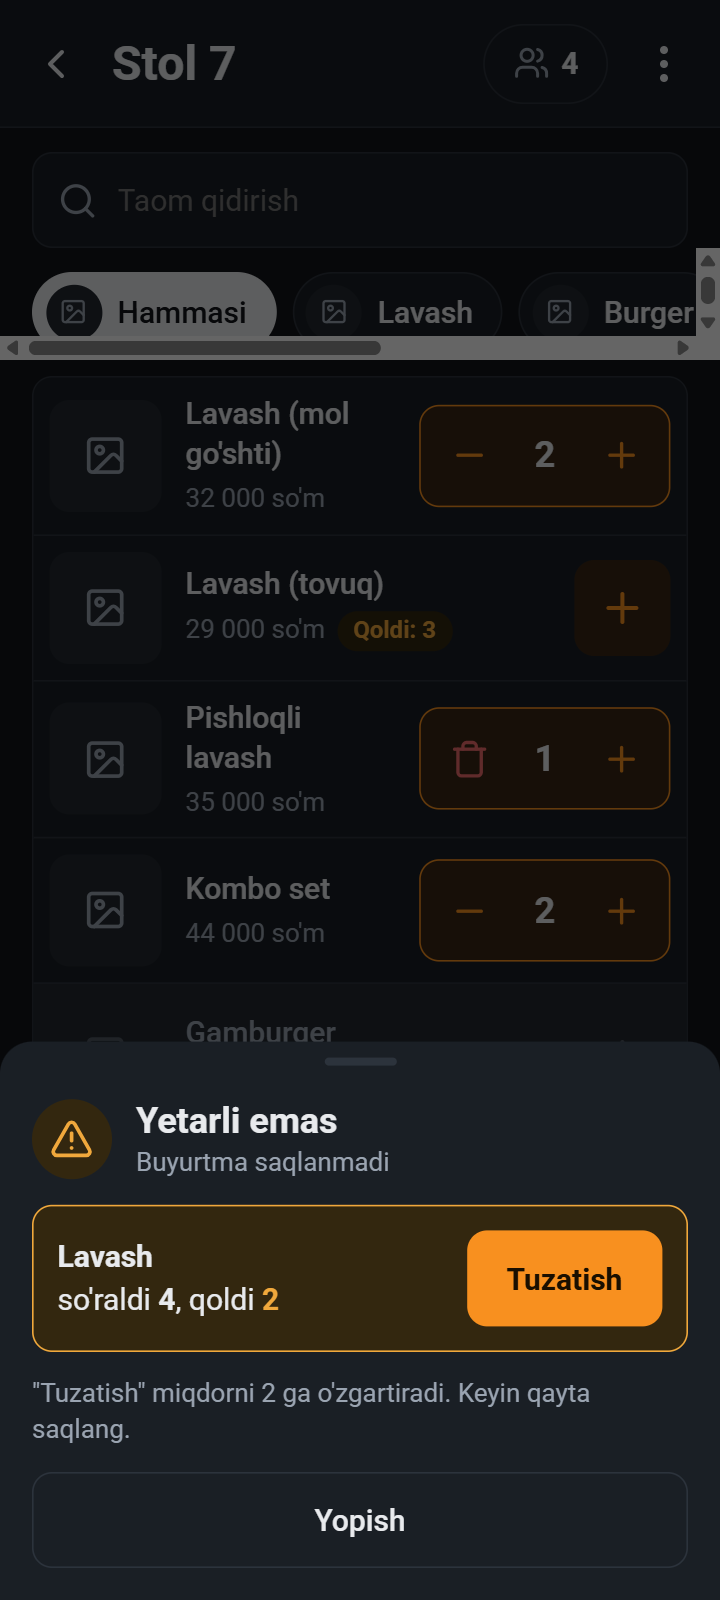 Stol 7
4
Taom qidirish
Hammasi
Lavash
Burger
Lavash (mol
go'shti)
32 000 so'm
2
Lavash (tovuq)
29 000 so'm
Qoldi: 3
Pishloqli
lavash
35 000 so'm
1
Kombo set
44 000 so'm
2
Gamburger
Yetarli emas
Buyurtma saqlanmadi
Lavash
so'raldi 4, qoldi 2
Tuzatish
"Tuzatish" miqdorni 2 ga o'zgartiradi. Keyin qayta
saqlang.
Yopish